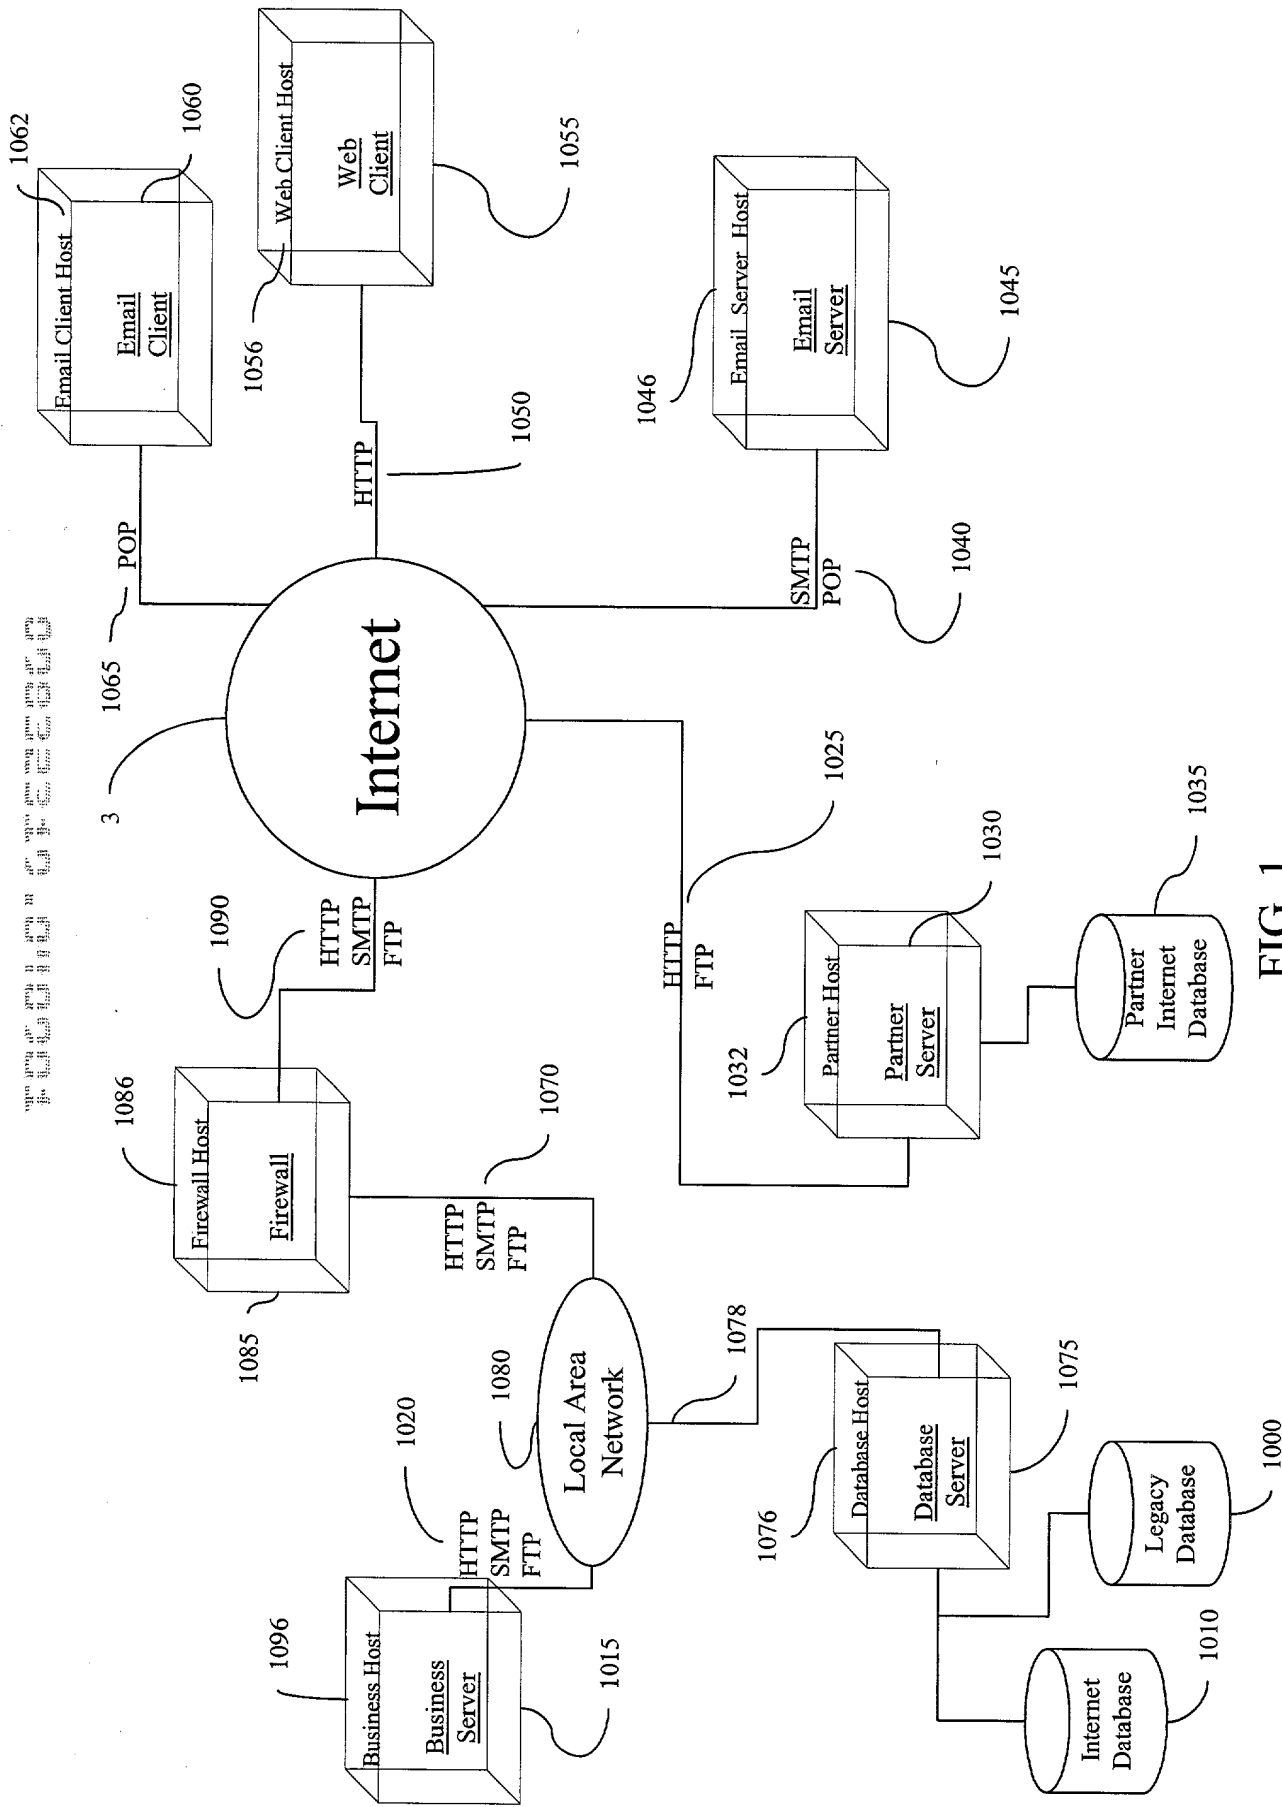 1062
Email Client Host
1060
Email
Client
POP
1065
Web Client Host
Web
Client
1056
1055
HTTP
1050
3
Internet
1090
HTTP
SMTP
FTP
1086
Firewall Host
Firewall
1085
HTTP
SMTP
FTP
1070
Email Server Host
1046
Email
Server
1045
SMTP
POP
1040
HTTP
FTP
1025
Partner Host
1032
Partner
Server
1030
Partner
Internet
Database
1035
1080
Local Area
Network
1078
1020
HTTP
SMTP
FTP
1096
Business Host
Business
Server
1015
Database Host
1076
Database
Server
1075
Legacy
Database
1000
Internet
Database
1010